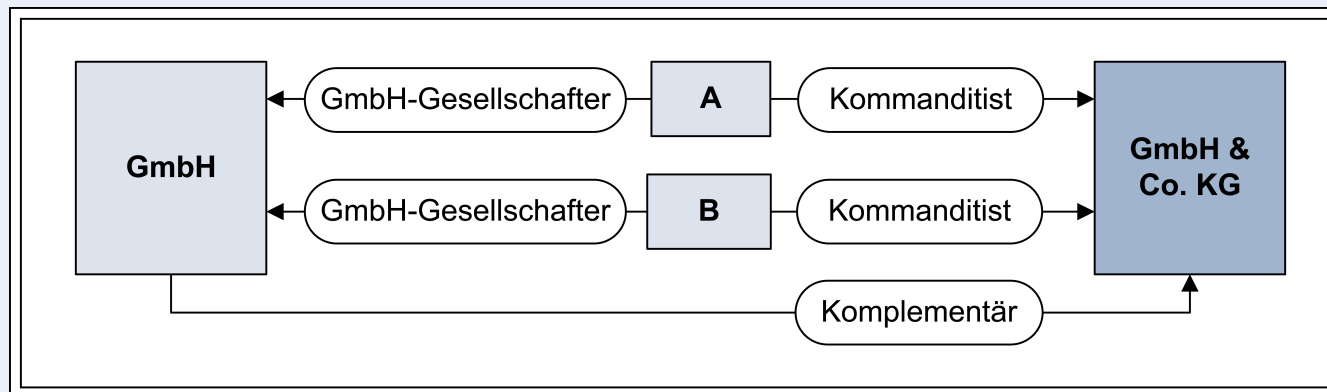 GmbH
GmbH-Gesellschafter
A
Kommanditist
GmbH-Gesellschafter
B
Kommanditist
GmbH &
Co. KG
Komplementär